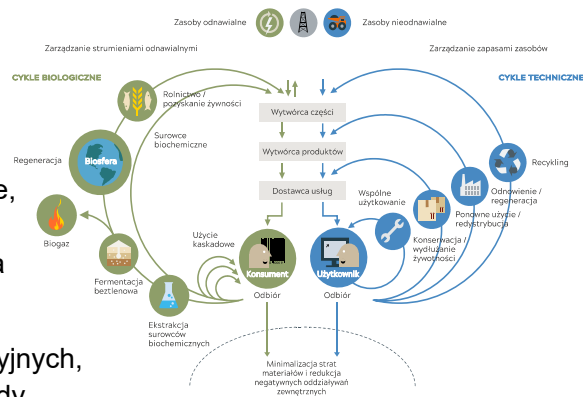 Zasoby odnawialne
Zasoby nieodnawialne
Zarządzanie strumieniami odnawialnymi
Zarządzanie zapasami zasobów
CYKLE BIOLOGICZNE
CYKLE TECHNICZNE
Rolnictwo /
pozyskanie żywności
Wytwórca części
Surowce
biochemiczne
Wytwórca produktów
Regeneracja
Biosfera
Recykling
Dostawca usług
Wspólne
użytkowanie
Odnowienie /
regeneracja
Ponowne użycie /
redystrybucja
Biogaz
Użycie
kaskadowe
Konserwacja /
wydłużanie
żywotności
Konsument
Użytkownik
Fermentacja
beztlenowa
Odbiór
Odbiór
Ekstrakcja
surowców
biochemicznych
Minimalizacja strat
materiałów i redukcja
negatywnych oddziaływań
zewnętrznych
e,
a
yjnych,
dy